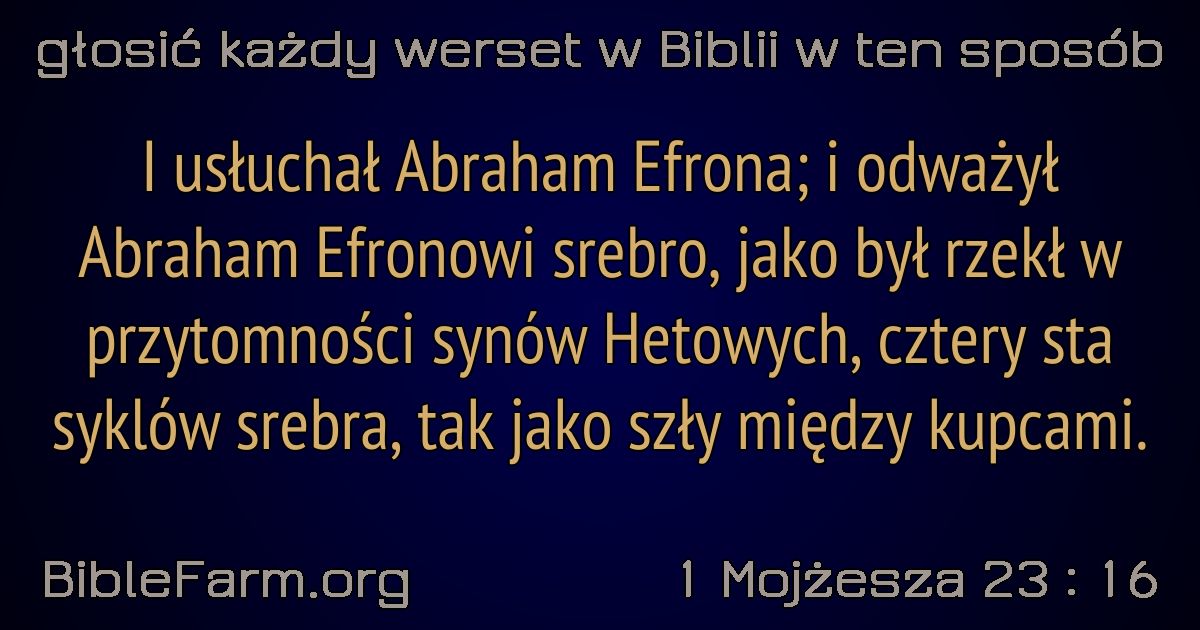 głosić każdy werset w Biblii w ten sposób
I usłuchał Abraham Efrona; i odważył
Abraham Efronowi srebro, jako był rzekł w
przytomności synów Hetowych, cztery sta
syklów srebra, tak jako szły między kupcami.
BibleFarm.org
1 Mojżesza 23 : 16